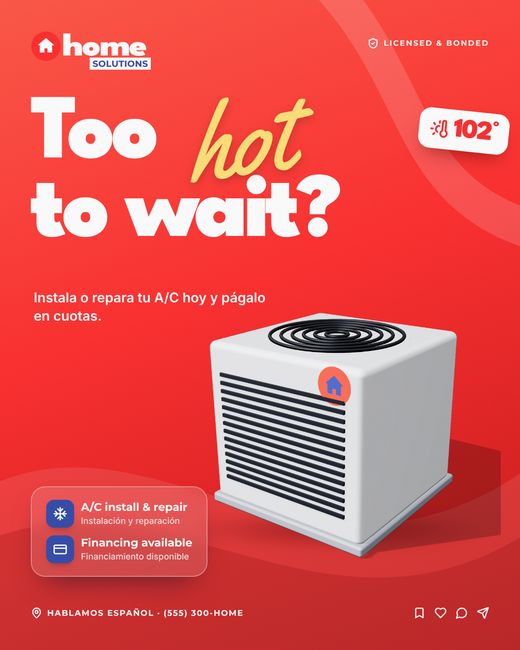 home
SOLUTIONS
LICENSED & BONDED
Too hot
to wait?
102°
Instala o repara tu A/C hoy y págalo
en cuotas.
A/C install & repair
Instalación y reparación
Financing available
Financiamiento disponible
HABLAMOS ESPAÑOL · (555) 300-HOME